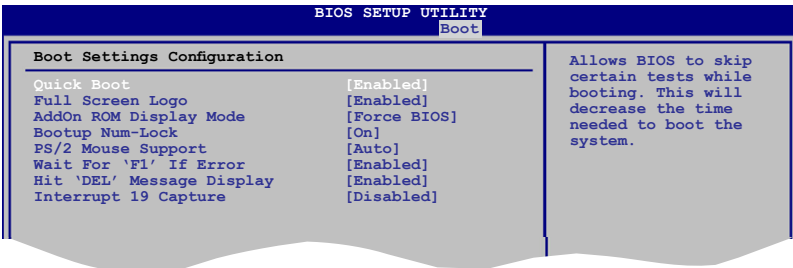 BIOS SETUP UTILITY
Boot
Boot Settings Configuration
Quick Boot [Enabled]
Full Screen Logo [Enabled]
AddOn ROM Display Mode [Force BIOS]
Bootup Num-Lock [On]
PS/2 Mouse Support [Auto]
Wait For ‘F1’ If Error [Enabled]
Hit ‘DEL’ Message Display [Enabled]
Interrupt 19 Capture [Disabled]
Allows BIOS to skip
certain tests while
booting. This will
decrease the time
needed to boot the
system.